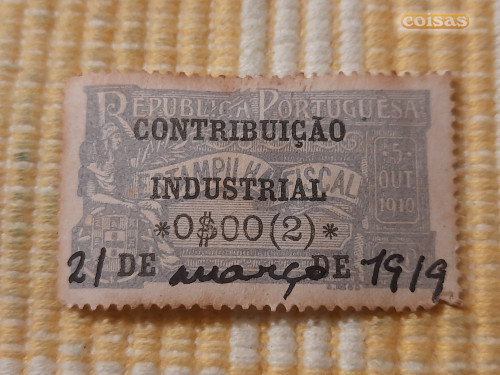 coisas
REPUBLICA PORTUGUESA
CONTRIBUIÇÃO
ESTAMPILHA FISCAL
5
OUT
1910
INDUSTRIAL
*0$00(2)*
21 DE março DE 1919